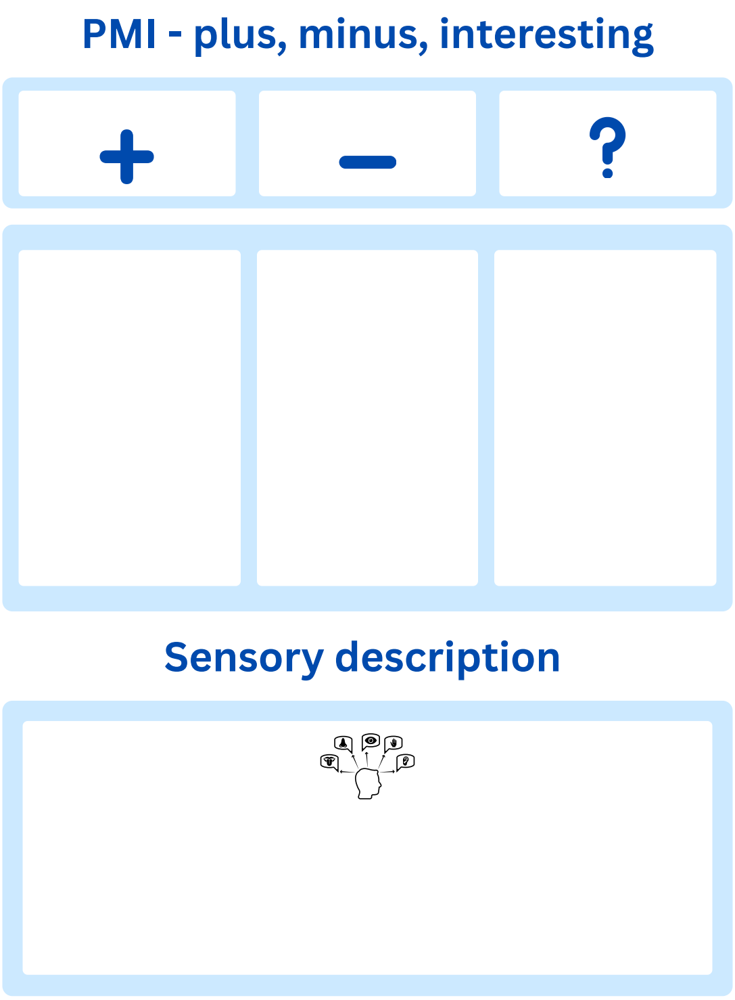 PMI - plus, minus, interesting
+
-
?
Sensory description